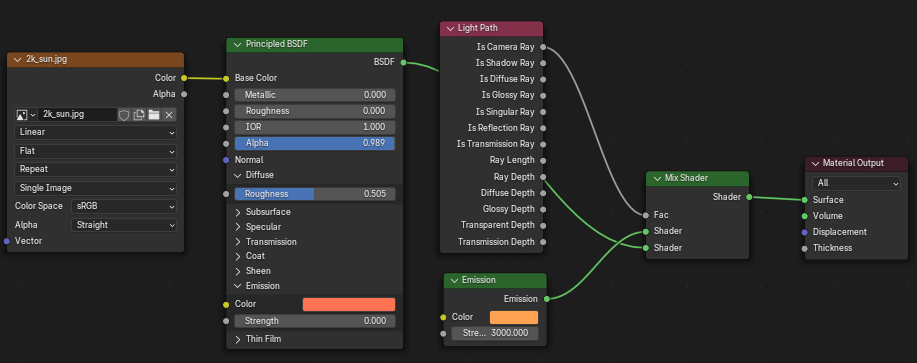 2k_sun.jpg
Color
Alpha
2k_sun.jpg
Linear
Flat
Repeat
Single Image
Color Space sRGB
Alpha Straight
Vector
Principled BSDF
BSDF
Base Color
Metallic 0.000
Roughness 0.000
IOR 1.000
Alpha 0.989
Normal
Diffuse
Roughness 0.505
Subsurface
Specular
Transmission
Coat
Sheen
Emission
Color
Strength 0.000
Thin Film
Light Path
Is Camera Ray
Is Shadow Ray
Is Diffuse Ray
Is Glossy Ray
Is Singular Ray
Is Reflection Ray
Is Transmission Ray
Ray Length
Ray Depth
Diffuse Depth
Glossy Depth
Transparent Depth
Transmission Depth
Emission
Emission
Color
Stre... 3000.000
Mix Shader
Shader
Fac
Shader
Shader
Material Output
All
Surface
Volume
Displacement
Thickness